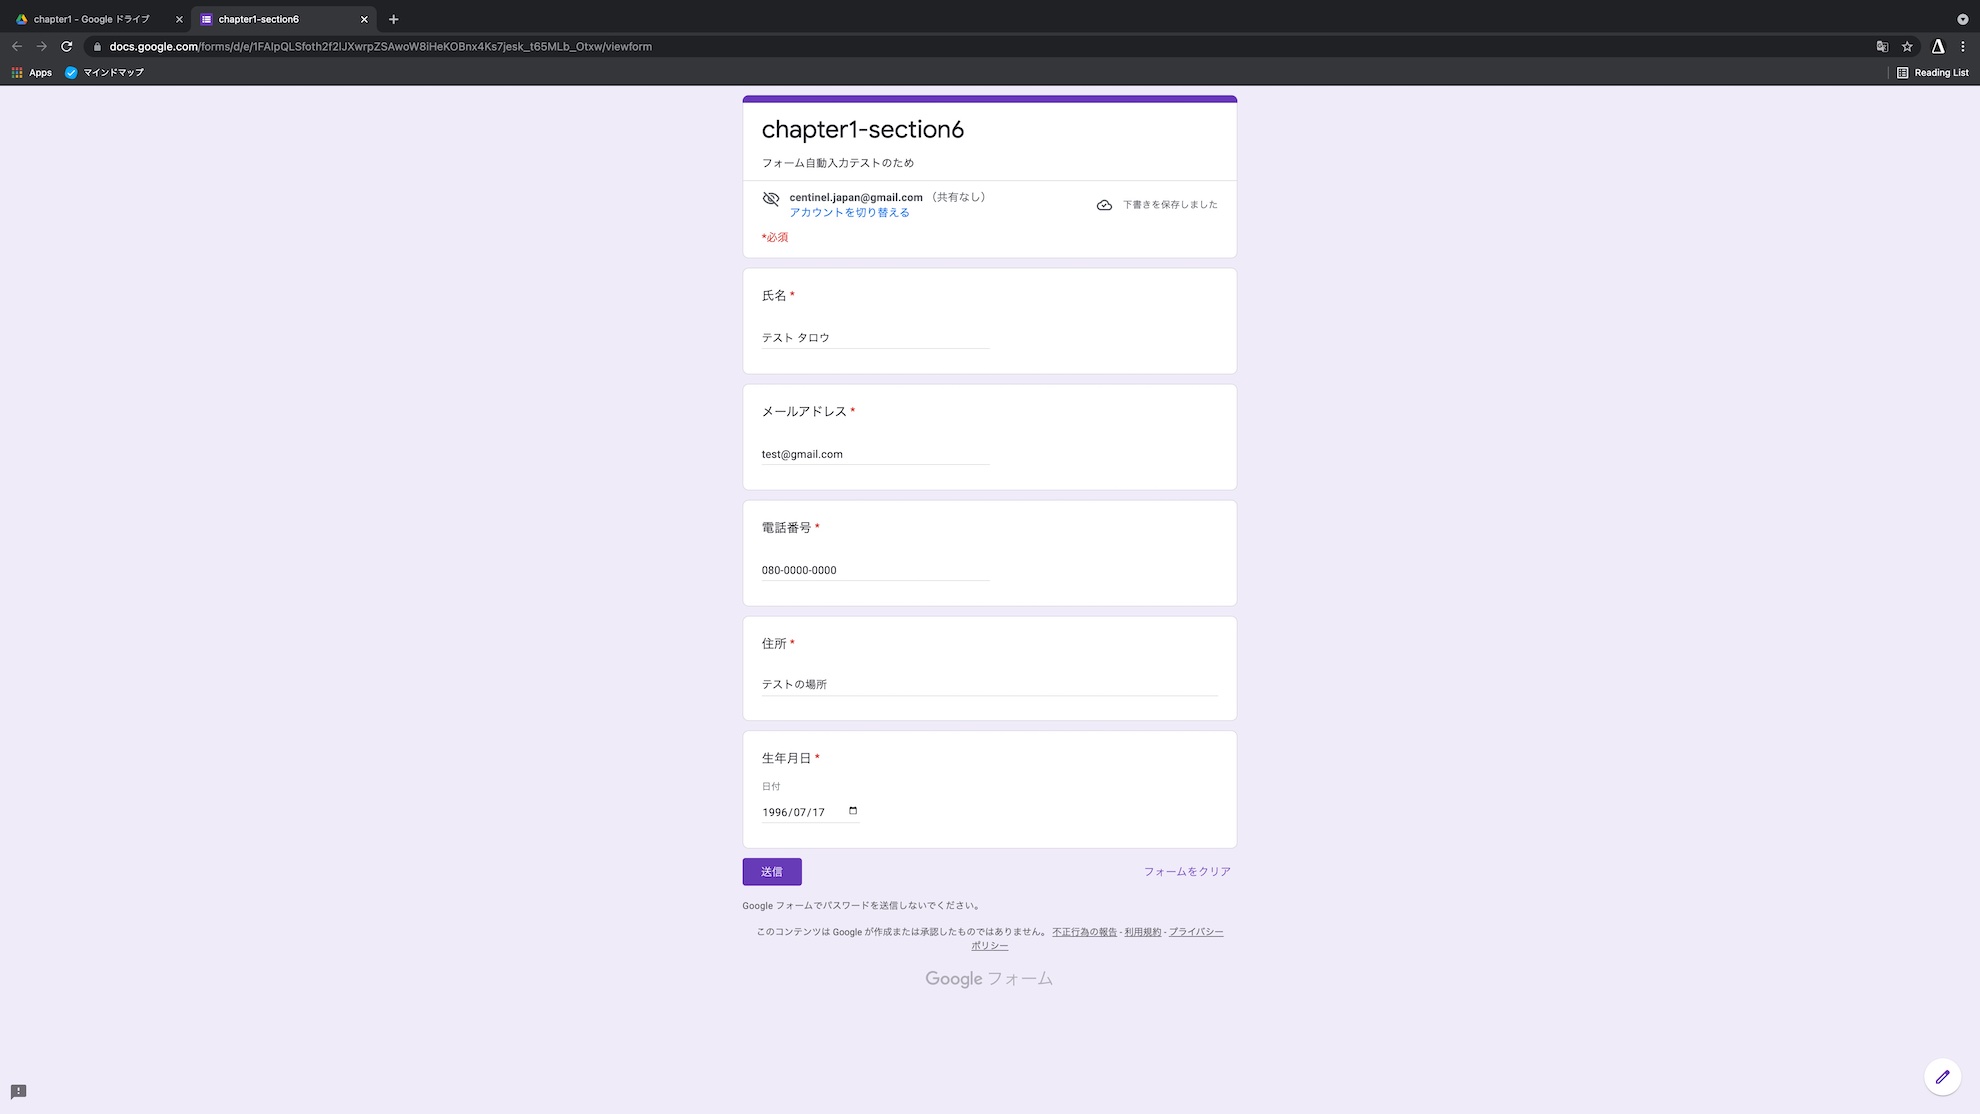 chapter1 - Google ドライブ
chapter1-section6
docs.google.com/forms/d/e/1FAIpQLSfoth2f2IJXwrpZSAwoW8iHeKOBnx4Ks7jesk_t65MLb_Otxw/viewform
Apps
マインドマップ
Reading List
chapter1-section6
フォーム自動入力テストのため
centinel.japan@gmail.com （共有なし）
アカウントを切り替える
下書きを保存しました
*必須
氏名 *
テスト タロウ
メールアドレス *
test@gmail.com
電話番号 *
080-0000-0000
住所 *
テストの場所
生年月日 *
日付
1996/07/17
送信
フォームをクリア
Google フォームでパスワードを送信しないでください。
このコンテンツは Google が作成または承認したものではありません。 不正行為の報告 - 利用規約 - プライバシー
ポリシー
Google フォーム